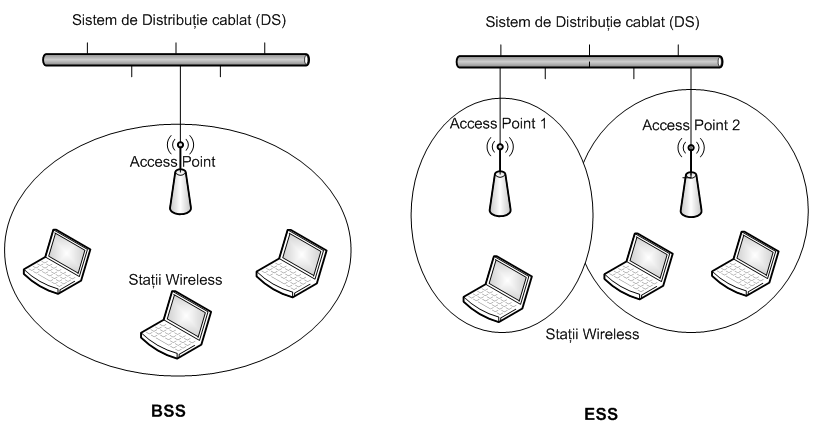 Sistem de Distribuție cablat (DS)
Access Point
Stații Wireless
BSS
Sistem de Distribuție cablat (DS)
Access Point 1
Access Point 2
Stații Wireless
ESS